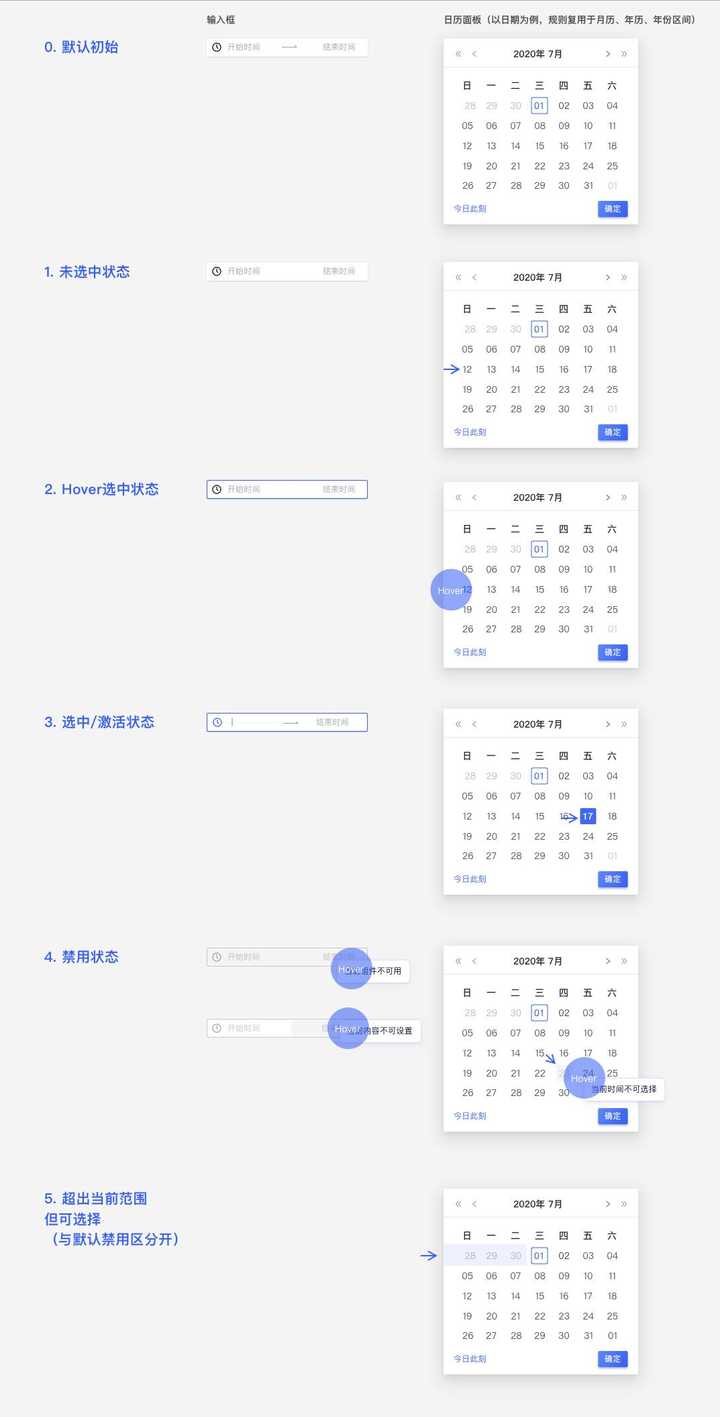 输入框
日历面板（以日期为例，规则复用于月历、年历、年份区间）
0. 默认初始
开始时间 结束时间
« ‹ 2020年 7月 › »
日 一 二 三 四 五 六
28 29 30 01 02 03 04
05 06 07 08 09 10 11
12 13 14 15 16 17 18
19 20 21 22 23 24 25
26 27 28 29 30 31 01
今日此刻 确定
1. 未选中状态
开始时间 结束时间
« ‹ 2020年 7月 › »
日 一 二 三 四 五 六
28 29 30 01 02 03 04
05 06 07 08 09 10 11
12 13 14 15 16 17 18
19 20 21 22 23 24 25
26 27 28 29 30 31 01
今日此刻 确定
2. Hover选中状态
开始时间 结束时间
« ‹ 2020年 7月 › »
日 一 二 三 四 五 六
28 29 30 01 02 03 04
05 06 07 08 09 10 11
Hover 12 13 14 15 16 17 18
19 20 21 22 23 24 25
26 27 28 29 30 31 01
今日此刻 确定
3. 选中/激活状态
结束时间
« ‹ 2020年 7月 › »
日 一 二 三 四 五 六
28 29 30 01 02 03 04
05 06 07 08 09 10 11
12 13 14 15 16 17 18
19 20 21 22 23 24 25
26 27 28 29 30 31 01
今日此刻 确定
4. 禁用状态
开始时间
Hover 件不可用
开始时间
Hover 内容不可设置
« ‹ 2020年 7月 › »
日 一 二 三 四 五 六
28 29 30 01 02 03 04
05 06 07 08 09 10 11
12 13 14 15 16 17 18
19 20 21 22 Hover 24 25
26 27 28 29 30
当前时间不可选择
今日此刻 确定
5. 超出当前范围
但可选择
（与默认禁用区分开）
« ‹ 2020年 7月 › »
日 一 二 三 四 五 六
28 29 30 01 02 03 04
05 06 07 08 09 10 11
12 13 14 15 16 17 18
19 20 21 22 23 24 25
26 27 28 29 30 31 01
今日此刻 确定